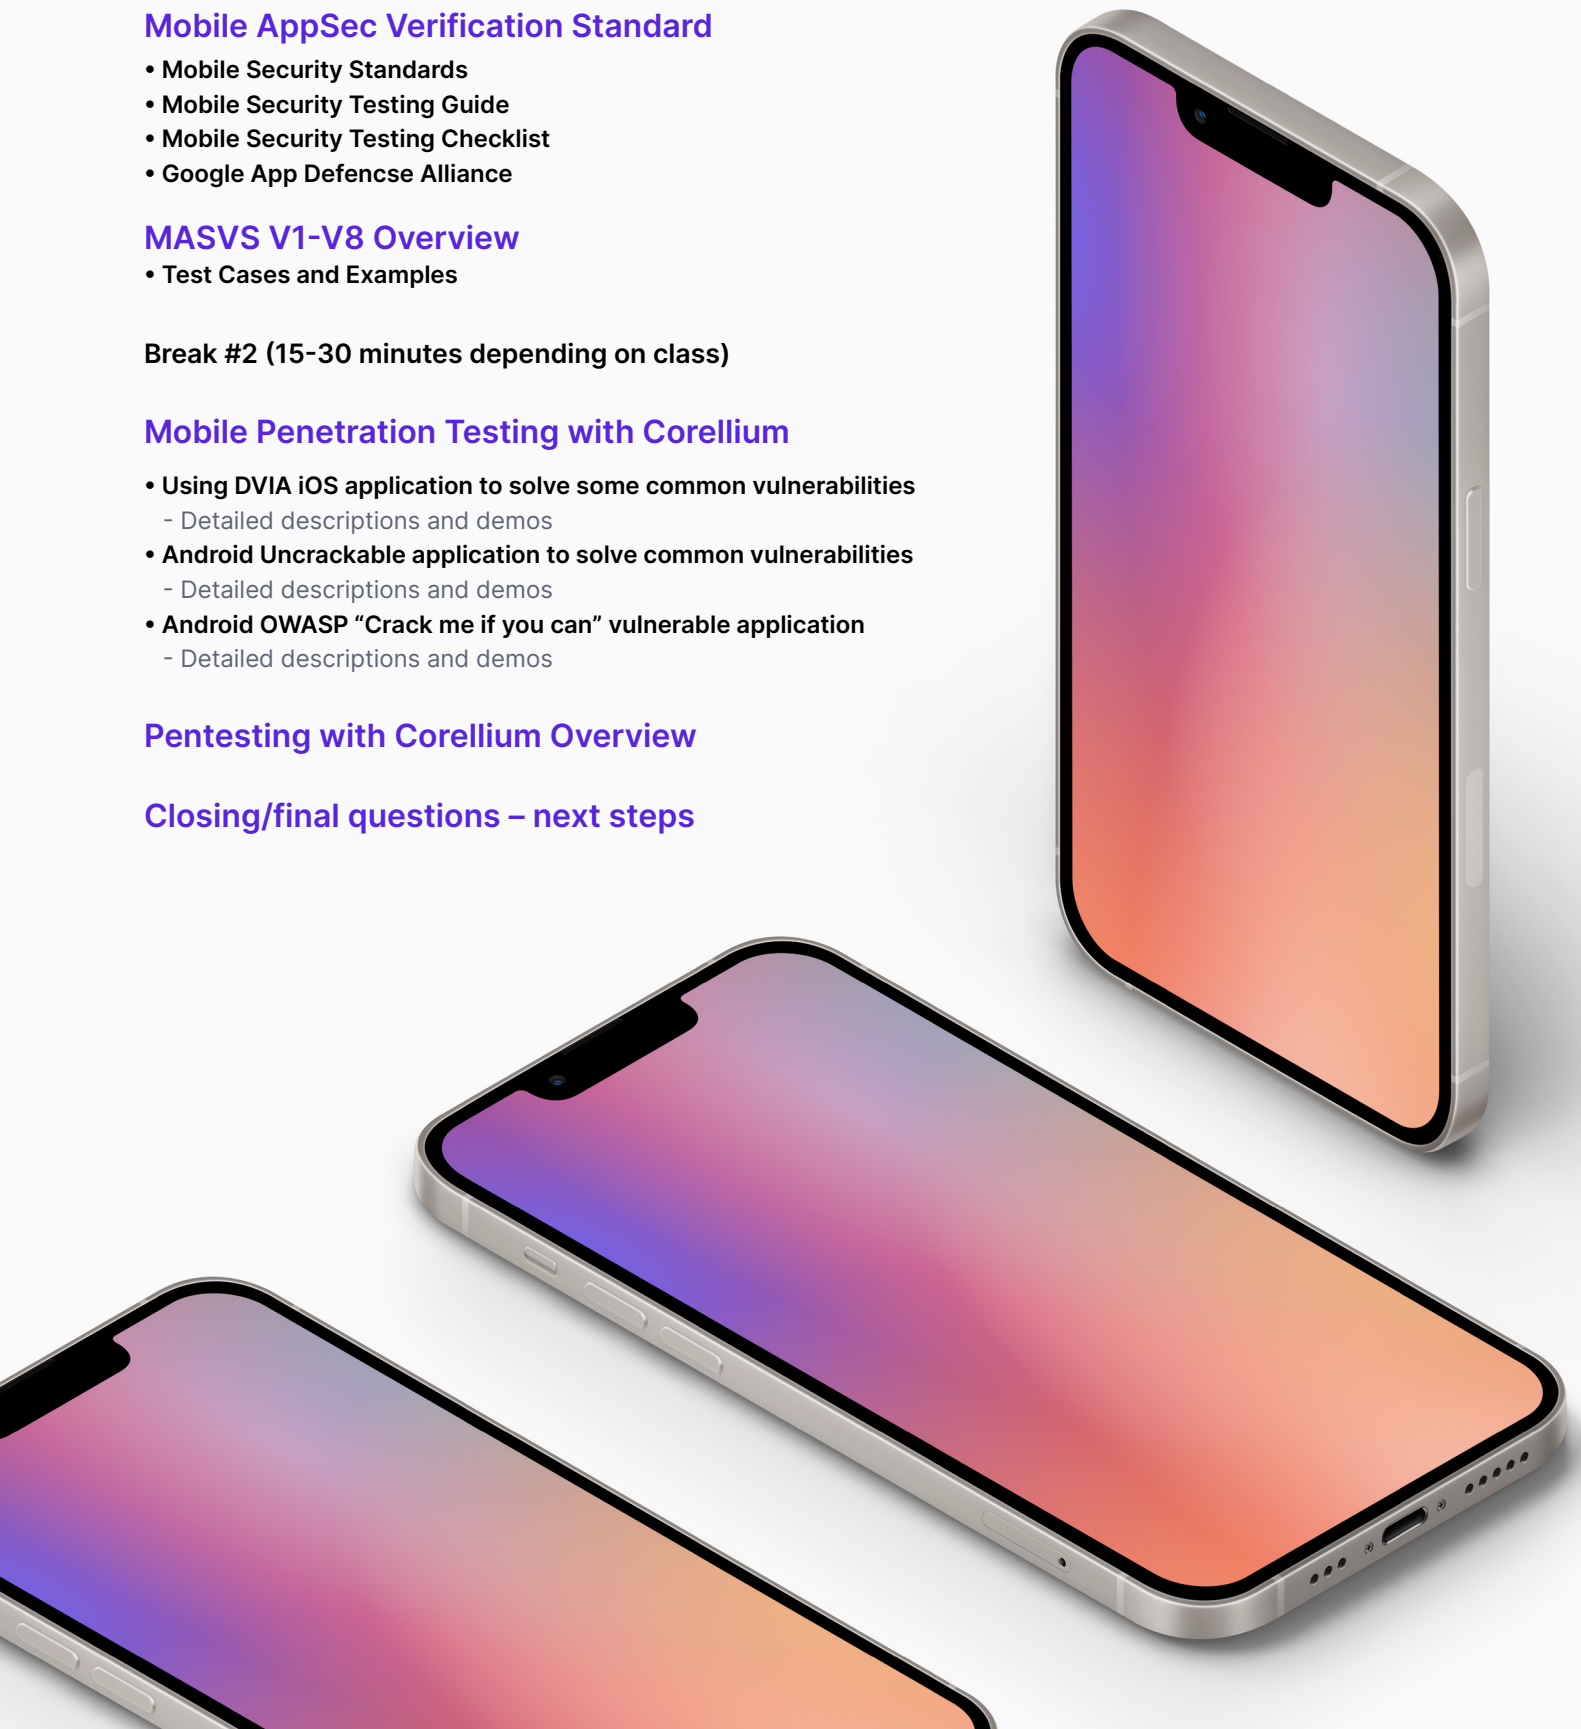 Mobile AppSec Verification Standard
• Mobile Security Standards
• Mobile Security Testing Guide
• Mobile Security Testing Checklist
• Google App Defencse Alliance
MASVS V1-V8 Overview
• Test Cases and Examples
Break #2 (15-30 minutes depending on class)
Mobile Penetration Testing with Corellium
• Using DVIA iOS application to solve some common vulnerabilities
- Detailed descriptions and demos
• Android Uncrackable application to solve common vulnerabilities
- Detailed descriptions and demos
• Android OWASP “Crack me if you can” vulnerable application
- Detailed descriptions and demos
Pentesting with Corellium Overview
Closing/final questions – next steps